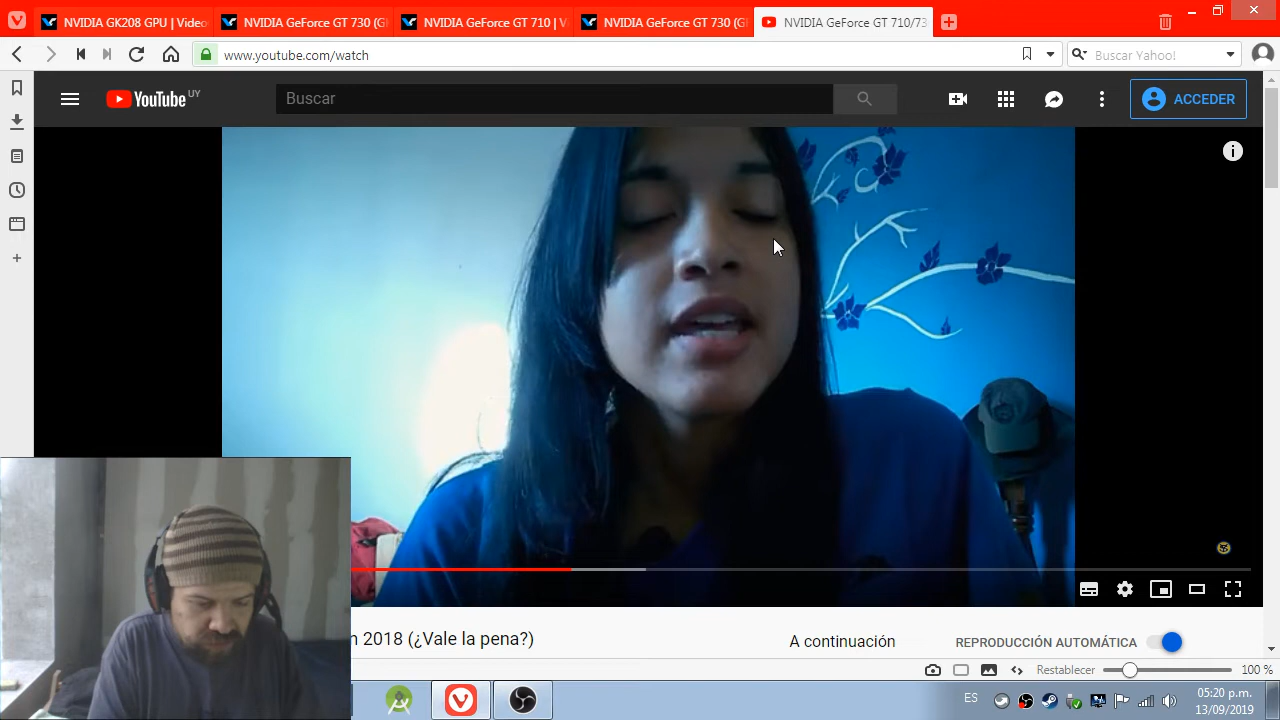 NVIDIA GK208 GPU | Video
NVIDIA GeForce GT 730 (GK
NVIDIA GeForce GT 710 | V
NVIDIA GeForce GT 730 (GM
NVIDIA GeForce GT 710/73
www.youtube.com/watch
Buscar Yahoo!
YouTube UY
Buscar
ACCEDER
n 2018 (¿Vale la pena?)
A continuación
REPRODUCCIÓN AUTOMÁTICA
Restablecer
100 %
ES
05:20 p.m.
13/09/2019